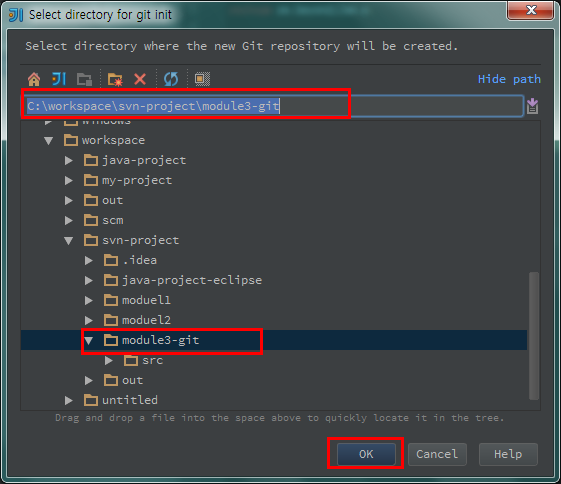 Select directory for git init
Select directory where the new Git repository will be created.
Hide path
C:\workspace\svn-project\module3-git
windows
workspace
java-project
my-project
out
scm
svn-project
.idea
java-project-eclipse
moduel1
moduel2
module3-git
src
out
untitled
Drag and drop a file into the space above to quickly locate it in the tree.
OK
Cancel
Help